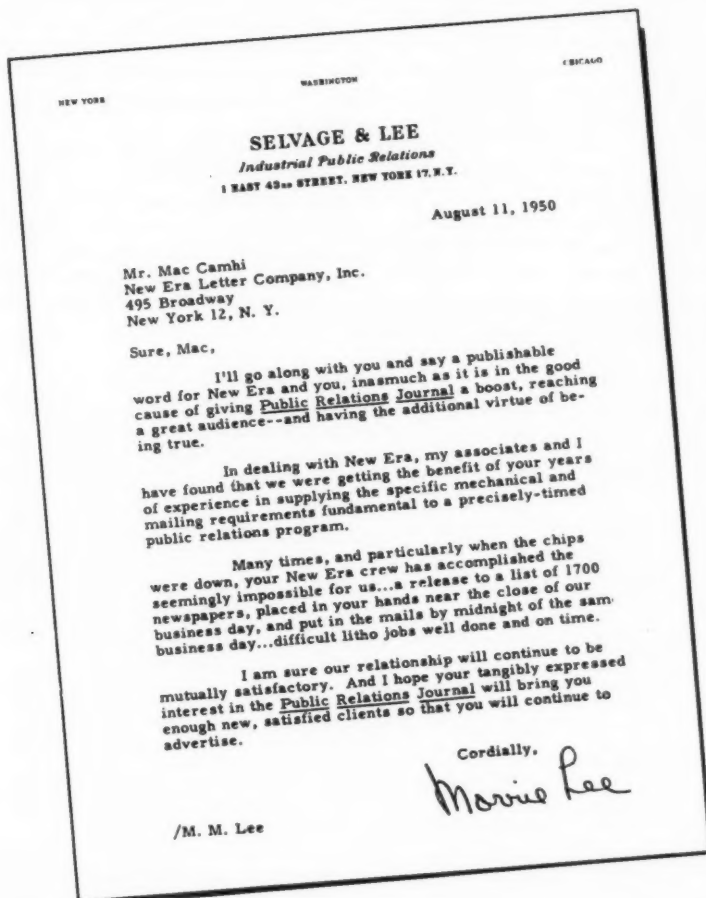 NEW YORK
WASHINGTON
CHICAGO
SELVAGE & LEE
Industrial Public Relations
1 EAST 43RD STREET, NEW YORK 17, N.Y.
August 11, 1950
Mr. Mac Camhi
New Era Letter Company, Inc.
495 Broadway
New York 12, N. Y.
Sure, Mac,
I'll go along with you and say a publishable
word for New Era and you, inasmuch as it is in the good
cause of giving Public Relations Journal a boost, reaching
a great audience--and having the additional virtue of be-
ing true.
In dealing with New Era, my associates and I
have found that we were getting the benefit of your years
of experience in supplying the specific mechanical and
mailing requirements fundamental to a precisely-timed
public relations program.
Many times, and particularly when the chips
were down, your New Era crew has accomplished the
seemingly impossible for us...a release to a list of 1700
newspapers, placed in your hands near the close of our
business day, and put in the mails by midnight of the sam
business day...difficult litho jobs well done and on time.
I am sure our relationship will continue to be
mutually satisfactory. And I hope your tangibly expressed
interest in the Public Relations Journal will bring you
enough new, satisfied clients so that you will continue to
advertise.
Cordially,
Morrie Lee
/M. M. Lee